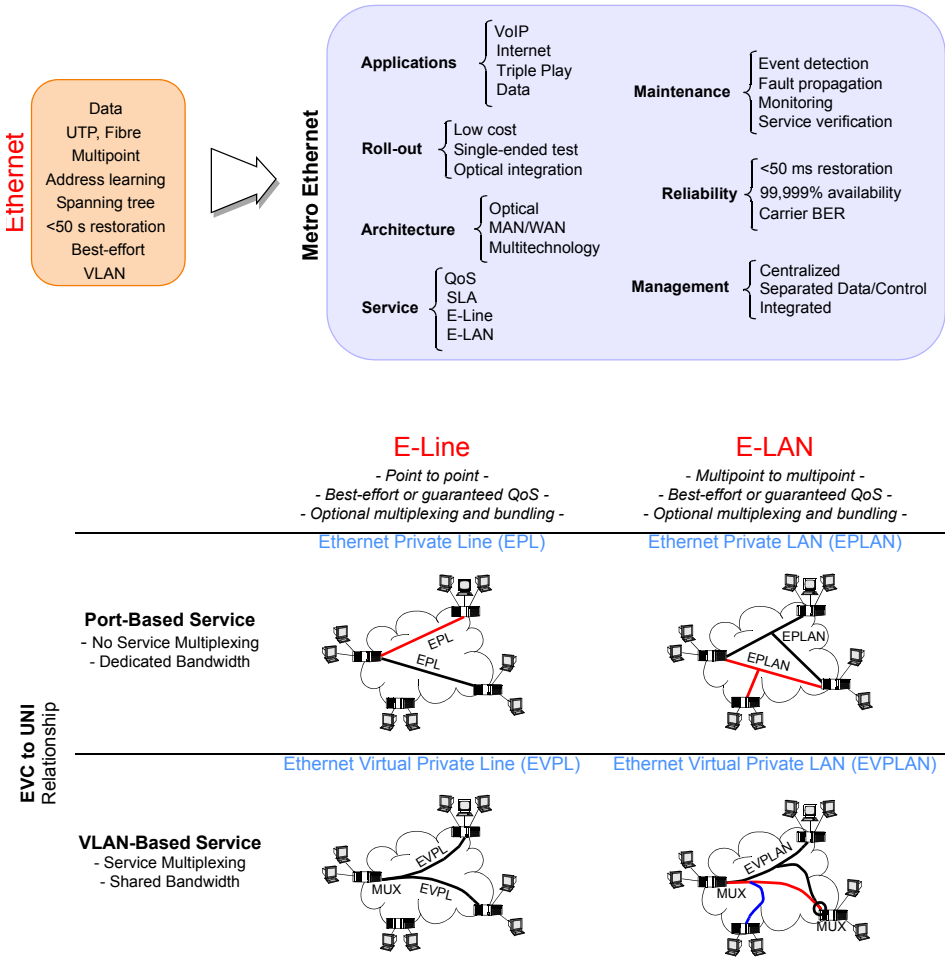 Ethernet
Data
UTP, Fibre
Multipoint
Address learning
Spanning tree
<50 s restoration
Best-effort
VLAN
Metro Ethernet
Applications
VoIP
Internet
Triple Play
Data
Roll-out
Low cost
Single-ended test
Optical integration
Architecture
Optical
MAN/WAN
Multitechnology
Service
QoS
SLA
E-Line
E-LAN
Maintenance
Event detection
Fault propagation
Monitoring
Service verification
Reliability
<50 ms restoration
99,999% availability
Carrier BER
Management
Centralized
Separated Data/Control
Integrated
E-Line
- Point to point -
- Best-effort or guaranteed QoS -
- Optional multiplexing and bundling -
E-LAN
- Multipoint to multipoint -
- Best-effort or guaranteed QoS -
- Optional multiplexing and bundling -
EVC to UNI
Relationship
Ethernet Private Line (EPL)
Ethernet Private LAN (EPLAN)
Port-Based Service
- No Service Multiplexing
- Dedicated Bandwidth
EPL
EPL
EPLAN
EPLAN
Ethernet Virtual Private Line (EVPL)
Ethernet Virtual Private LAN (EVPLAN)
VLAN-Based Service
- Service Multiplexing
- Shared Bandwidth
EVPL
MUX
EVPL
EVPLAN
MUX
MUX